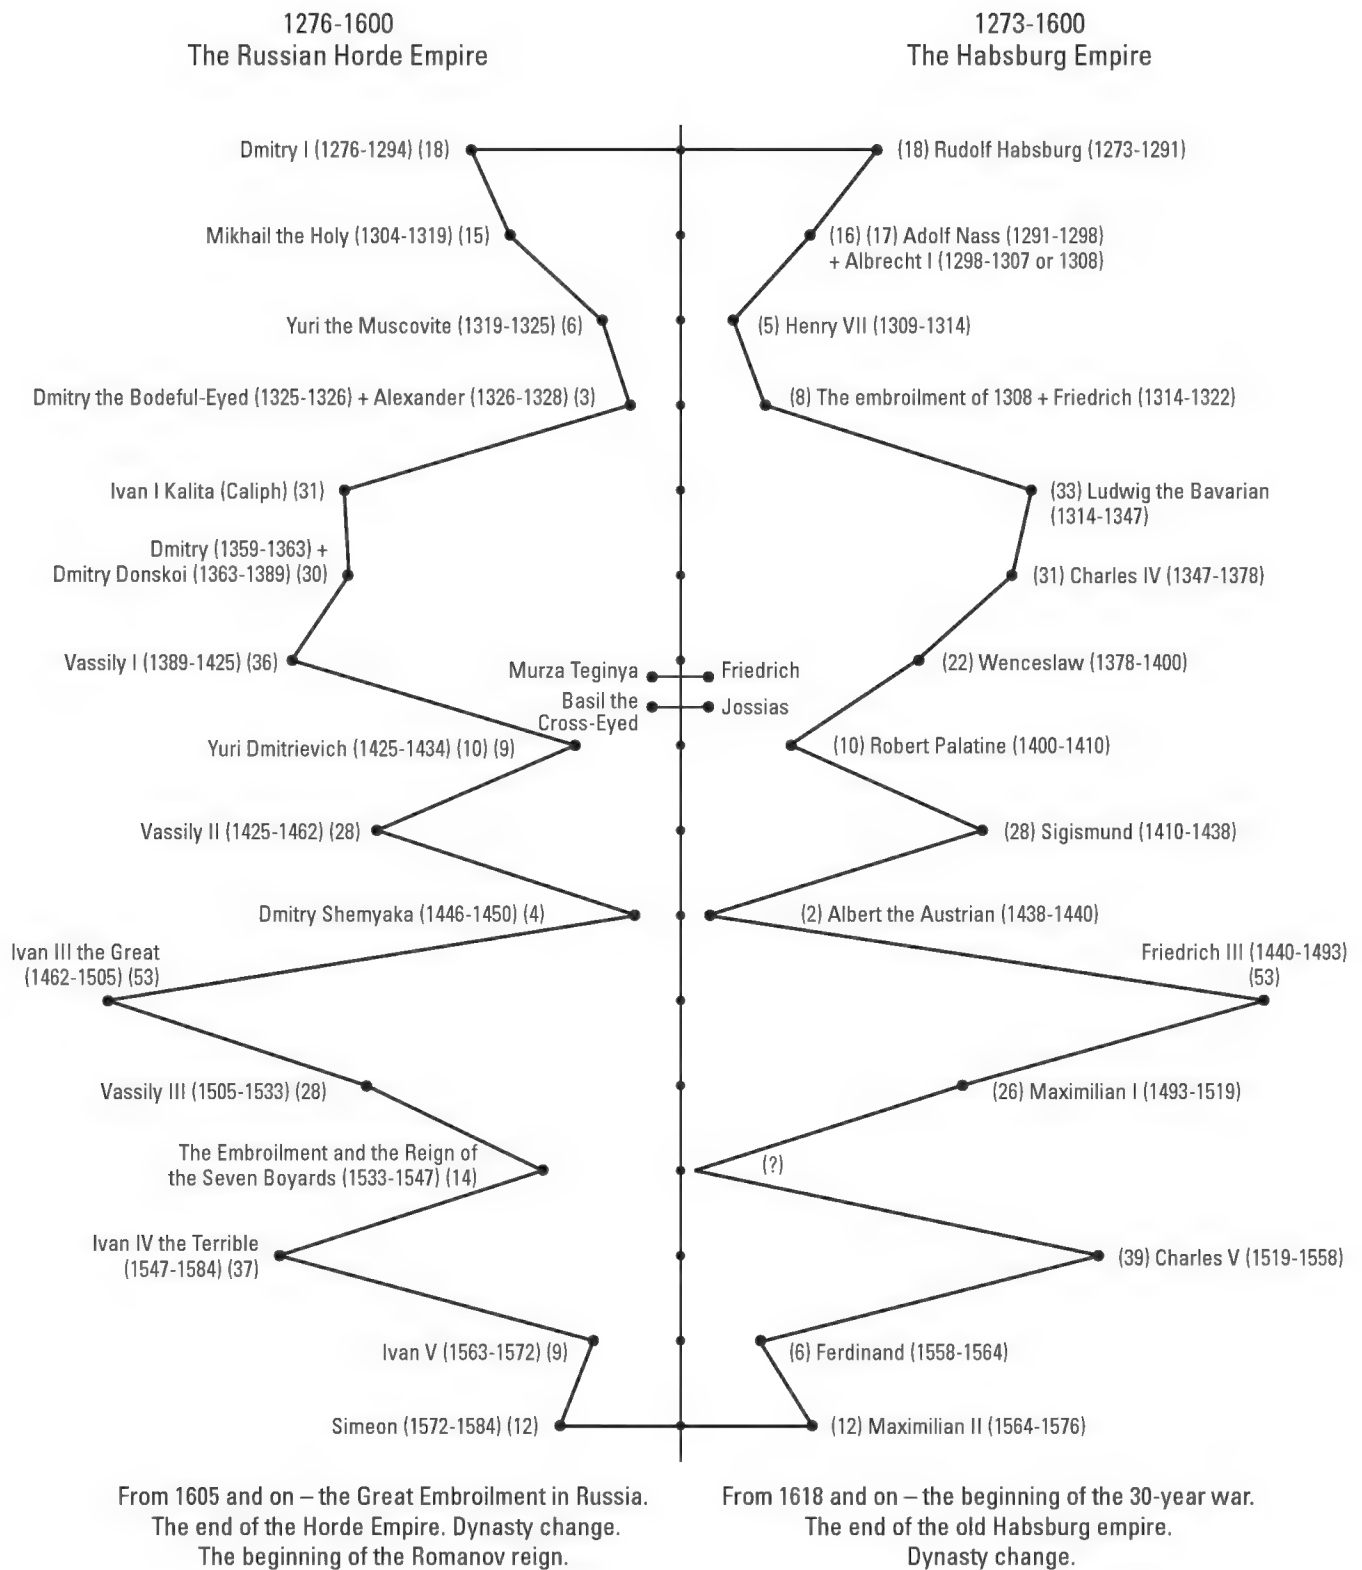 1276-1600
The Russian Horde Empire
1273-1600
The Habsburg Empire
Dmitry I (1276-1294) (18)
(18) Rudolf Habsburg (1273-1291)
Mikhail the Holy (1304-1319) (15)
(16) (17) Adolf Nass (1291-1298)
+ Albrecht I (1298-1307 or 1308)
Yuri the Muscovite (1319-1325) (6)
(5) Henry VII (1309-1314)
Dmitry the Bodeful-Eyed (1325-1326) + Alexander (1326-1328) (3)
(8) The embroilment of 1308 + Friedrich (1314-1322)
Ivan I Kalita (Caliph) (31)
(33) Ludwig the Bavarian
(1314-1347)
Dmitry (1359-1363) +
Dmitry Donskoi (1363-1389) (30)
(31) Charles IV (1347-1378)
Vassily I (1389-1425) (36)
(22) Wenceslaw (1378-1400)
Murza Teginya
Friedrich
Basil the
Cross-Eyed
Jossias
Yuri Dmitrievich (1425-1434) (10) (9)
(10) Robert Palatine (1400-1410)
Vassily II (1425-1462) (28)
(28) Sigismund (1410-1438)
Dmitry Shemyaka (1446-1450) (4)
(2) Albert the Austrian (1438-1440)
Ivan III the Great
(1462-1505) (53)
Friedrich III (1440-1493)
(53)
Vassily III (1505-1533) (28)
(26) Maximilian I (1493-1519)
The Embroilment and the Reign of
the Seven Boyards (1533-1547) (14)
(?)
Ivan IV the Terrible
(1547-1584) (37)
(39) Charles V (1519-1558)
Ivan V (1563-1572) (9)
(6) Ferdinand (1558-1564)
Simeon (1572-1584) (12)
(12) Maximilian II (1564-1576)
From 1605 and on – the Great Embroilment in Russia.
The end of the Horde Empire. Dynasty change.
The beginning of the Romanov reign.
From 1618 and on – the beginning of the 30-year war.
The end of the old Habsburg empire.
Dynasty change.